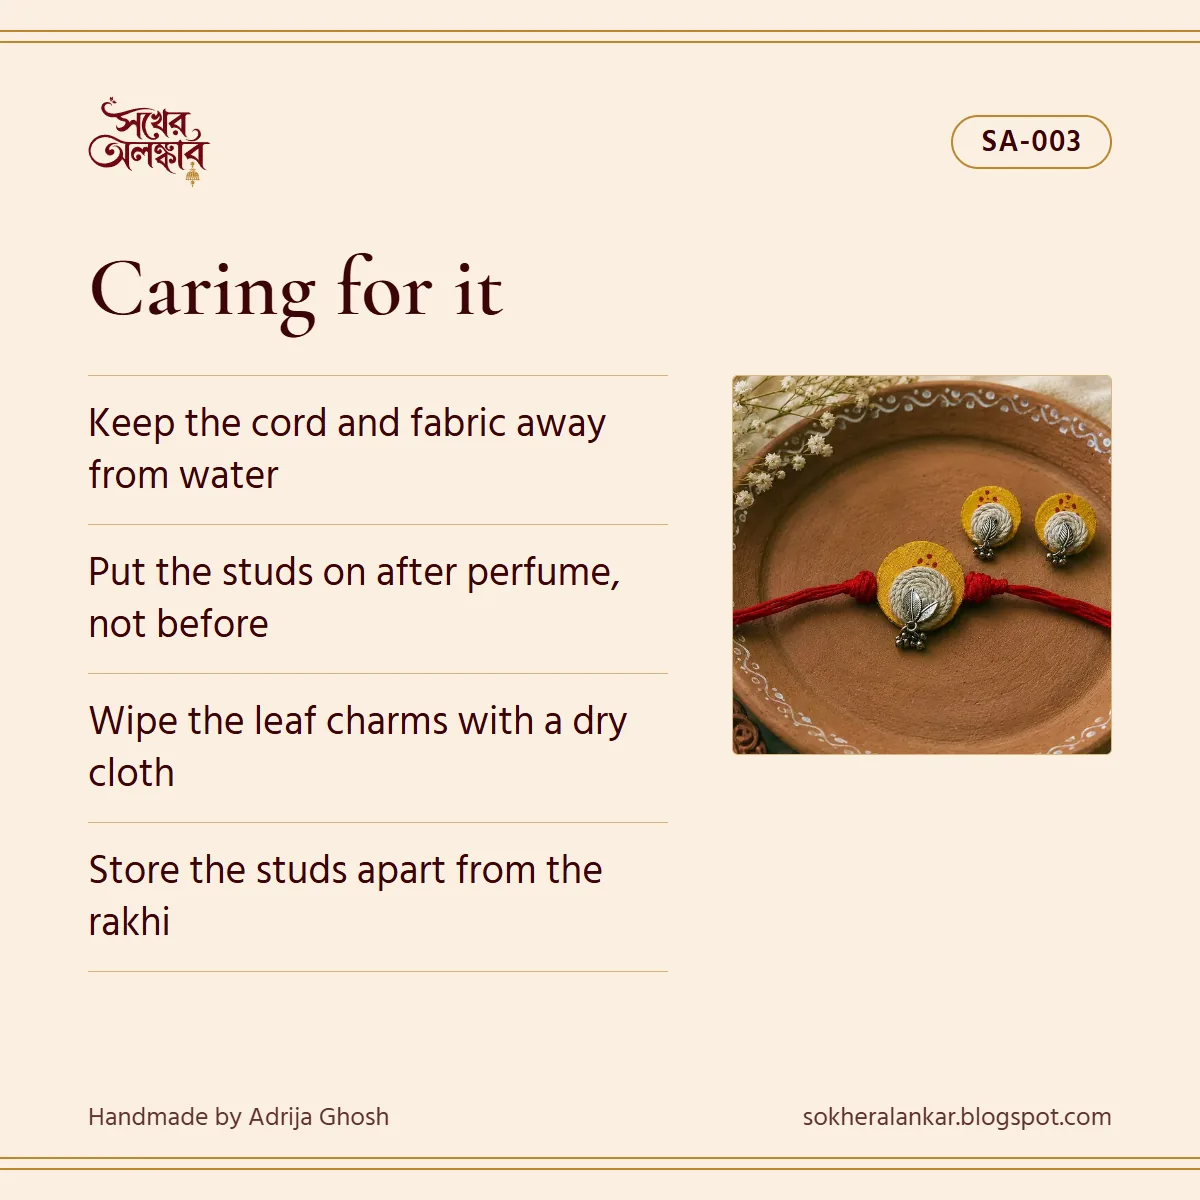 সখের
অলঙ্কার
SA-003
Caring for it
Keep the cord and fabric away
from water
Put the studs on after perfume,
not before
Wipe the leaf charms with a dry
cloth
Store the studs apart from the
rakhi
Handmade by Adrija Ghosh
sokheralankar.blogspot.com